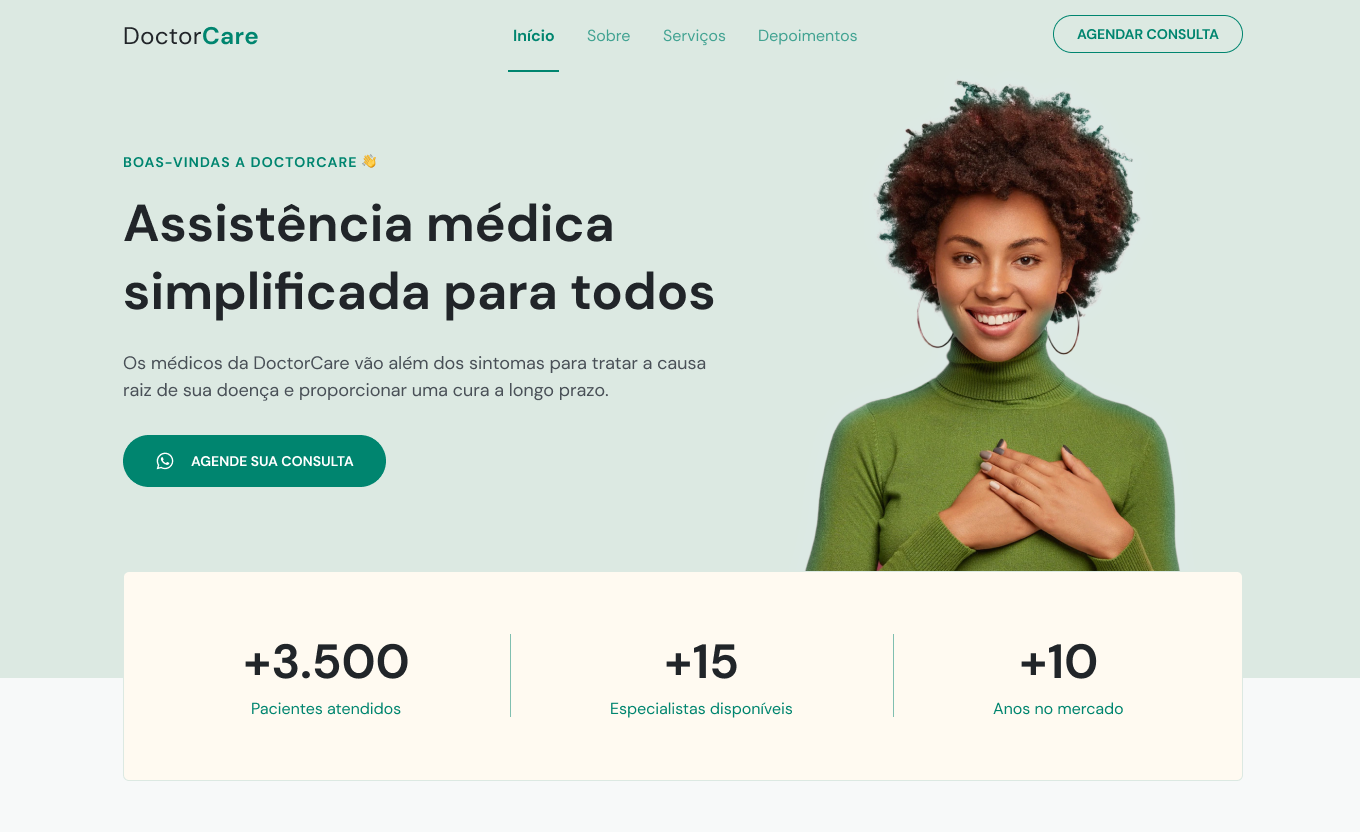 DoctorCare
Início
Sobre
Serviços
Depoimentos
AGENDAR CONSULTA
BOAS-VINDAS A DOCTORCARE 👋
Assistência médica
simplificada para todos
Os médicos da DoctorCare vão além dos sintomas para tratar a causa
raiz de sua doença e proporcionar uma cura a longo prazo.
AGENDE SUA CONSULTA
+3.500
Pacientes atendidos
+15
Especialistas disponíveis
+10
Anos no mercado